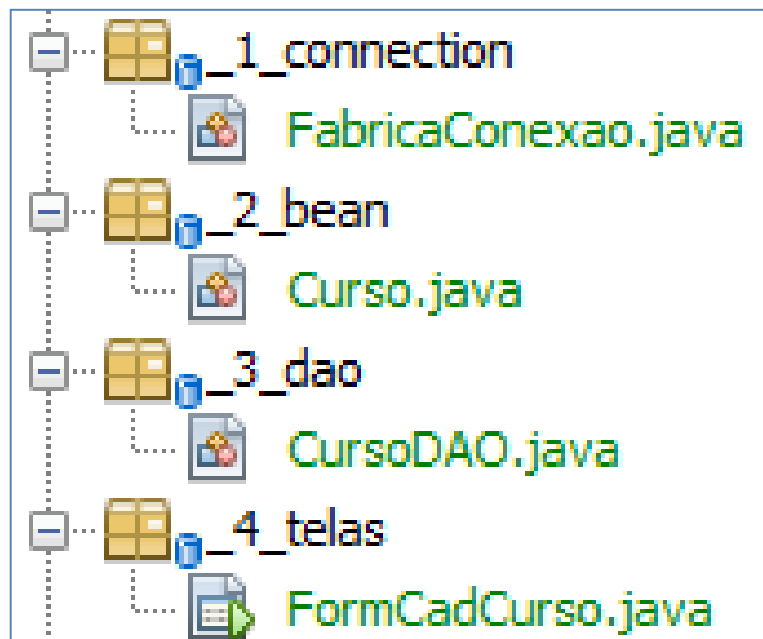 _1_connection
FabricaConexao.java
_2_bean
Curso.java
_3_dao
CursoDAO.java
_4_telas
FormCadCurso.java